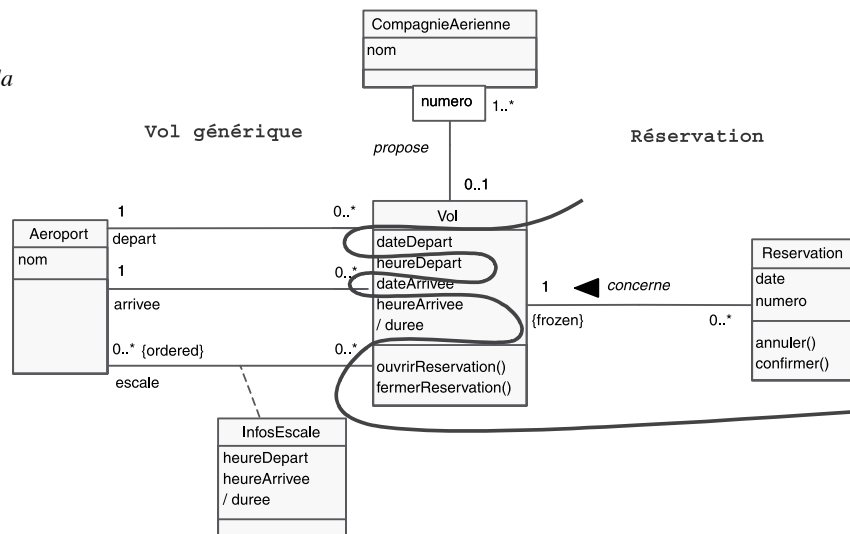 CompagnieAerienne
nom
la
numero
1..*
Vol générique
Réservation
propose
0..1
1
0..*
Vol
Aeroport
depart
nom
dateDepart
heureDepart
Reservation
1
0..*
dateArrivee
date
arrivee
heureArrivee
1
concerne
numero
/ duree
{frozen}
0..*
0..* {ordered}
0..*
annuler()
escale
ouvrirReservation()
confirmer()
fermerReservation()
InfosEscale
heureDepart
heureArrivee
/ duree